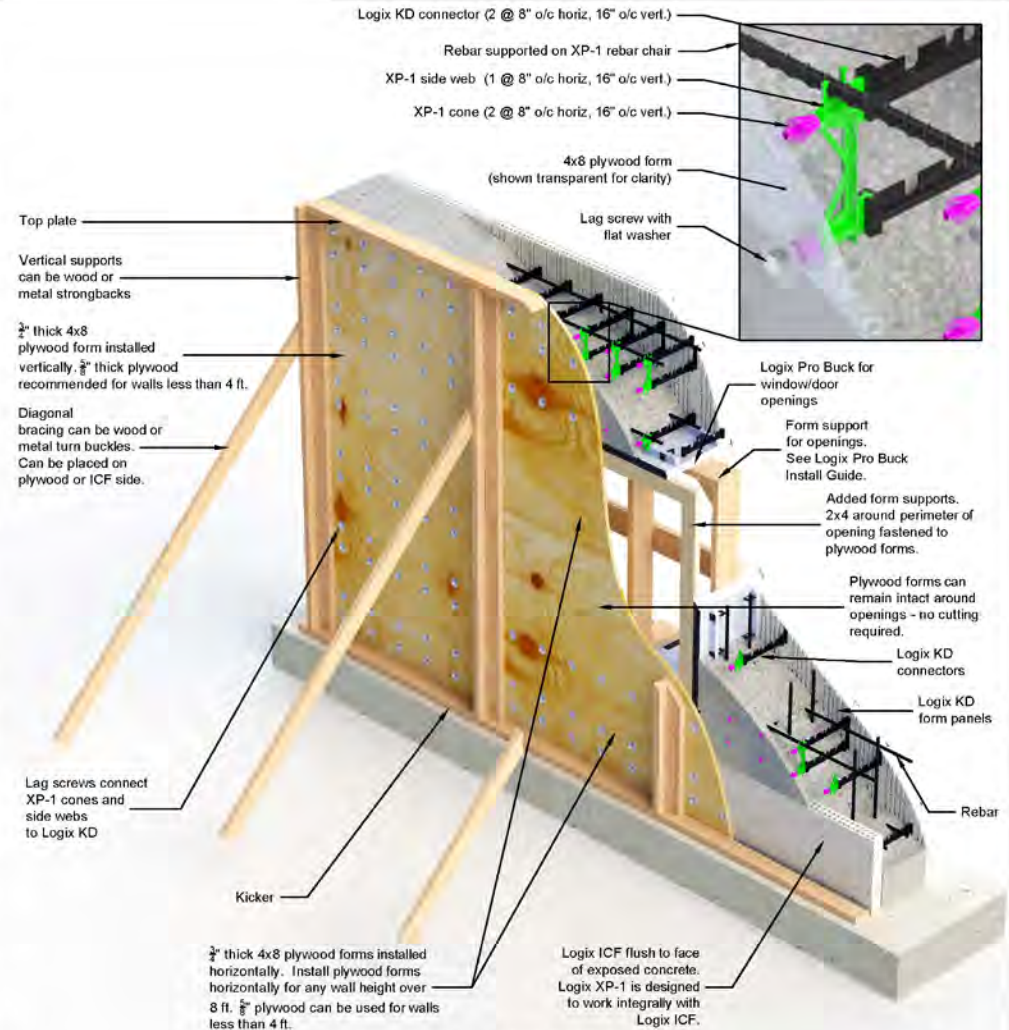 Logix KD connector (2 @ 8" o/c horiz, 16" o/c vert.)
Rebar supported on XP-1 rebar chair
XP-1 side web (1 @ 8" o/c horiz, 16" o/c vert.)
XP-1 cone (2 @ 8" o/c horiz, 16" o/c vert.)
4x8 plywood form
(shown transparent for clarity)
Lag screw with
flat washer
Top plate
Vertical supports
can be wood or
metal strongbacks
¾" thick 4x8
plywood form installed
vertically. ⅝" thick plywood
recommended for walls less than 4 ft.
Diagonal
bracing can be wood or
metal turn buckles.
Can be placed on
plywood or ICF side.
Logix Pro Buck for
window/door
openings
Form support
for openings.
See Logix Pro Buck
Install Guide.
Added form supports.
2x4 around perimeter of
opening fastened to
plywood forms.
Plywood forms can
remain intact around
openings - no cutting
required.
Logix KD
connectors
Logix KD
form panels
Rebar
Lag screws connect
XP-1 cones and
side webs
to Logix KD
Kicker
¾" thick 4x8 plywood forms installed
horizontally. Install plywood forms
horizontally for any wall height over
8 ft. ⅝" plywood can be used for walls
less than 4 ft.
Logix ICF flush to face
of exposed concrete.
Logix XP-1 is designed
to work integrally with
Logix ICF.